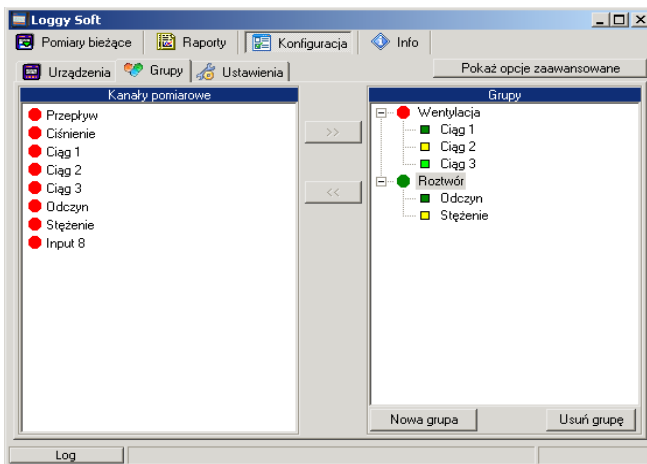 Loggy Soft
Pomiary bieżące Raporty Konfiguracja Info
Urządzenia Grupy Ustawienia Pokaż opcje zaawansowane
Kanały pomiarowe
Przepływ
Ciśnienie
Ciąg 1
Ciąg 2
Ciąg 3
Odczyn
Stężenie
Input 8
>>
<<
Grupy
Wentylacja
Ciąg 1
Ciąg 2
Ciąg 3
Roztwór
Odczyn
Stężenie
Nowa grupa Usuń grupę
Log